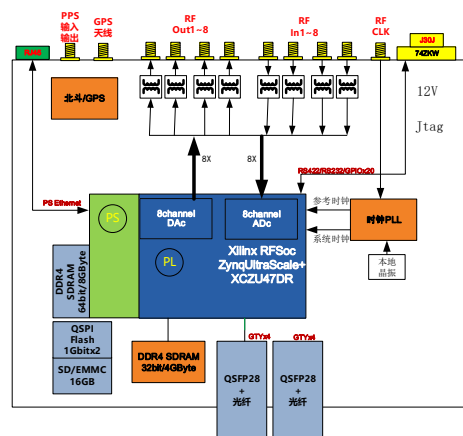 PPS
输入
输出
GPS
天线
RF
Out1~8
RF
In1~8
RF
CLK
J30J
RJ45
74ZKW
北斗/GPS
12V
Jtag
8X
8X
RS422/RS232/GPIOx20
PS Ethernet
PS
8channel
DAc
8channel
ADc
参考时钟
时钟PLL
系统时钟
PL
Xilinx RFSoc
ZynqUltraScale+
XCZU47DR
本地
晶振
DDR4
SDRAM
64bit/8GByte
QSPI
Flash
1Gbitx2
SD/EMMC
16GB
DDR4 SDRAM
32bit/4GByte
GTYx4
GTYx4
QSFP28
+
光纤
QSFP28
+
光纤